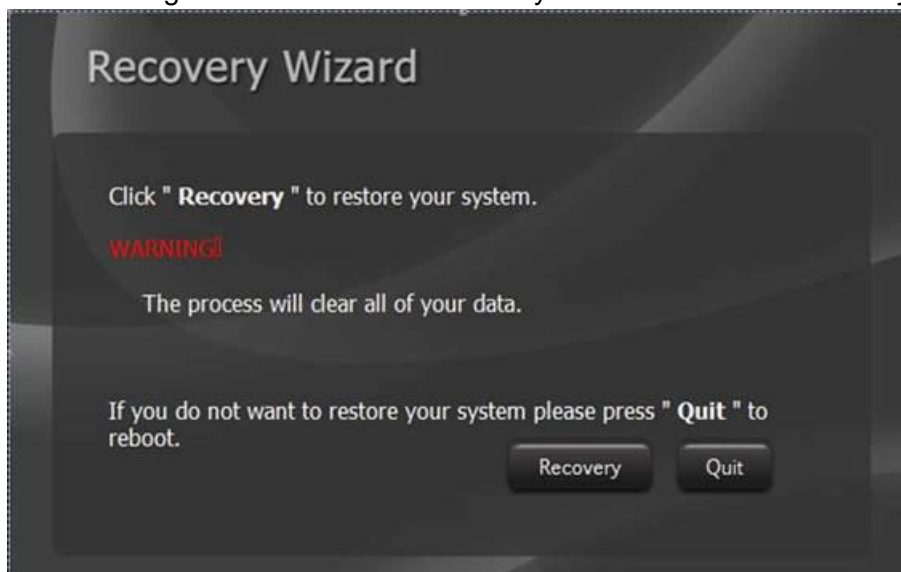 Recovery Wizard
Click " Recovery " to restore your system.
WARNING
The process will clear all of your data.
If you do not want to restore your system please press " Quit " to
reboot.
Recovery Quit